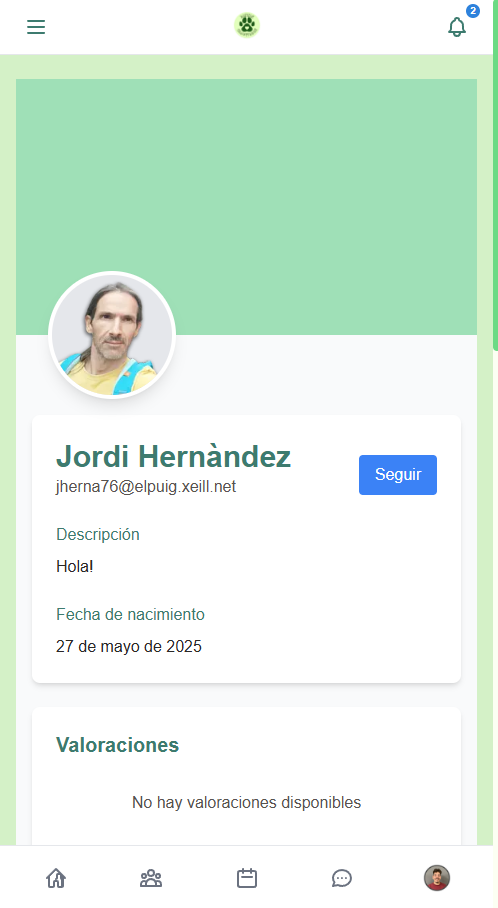 2
Jordi Hernàndez
jherna76@elpuig.xeill.net
Seguir
Descripción
Hola!
Fecha de nacimiento
27 de mayo de 2025
Valoraciones
No hay valoraciones disponibles